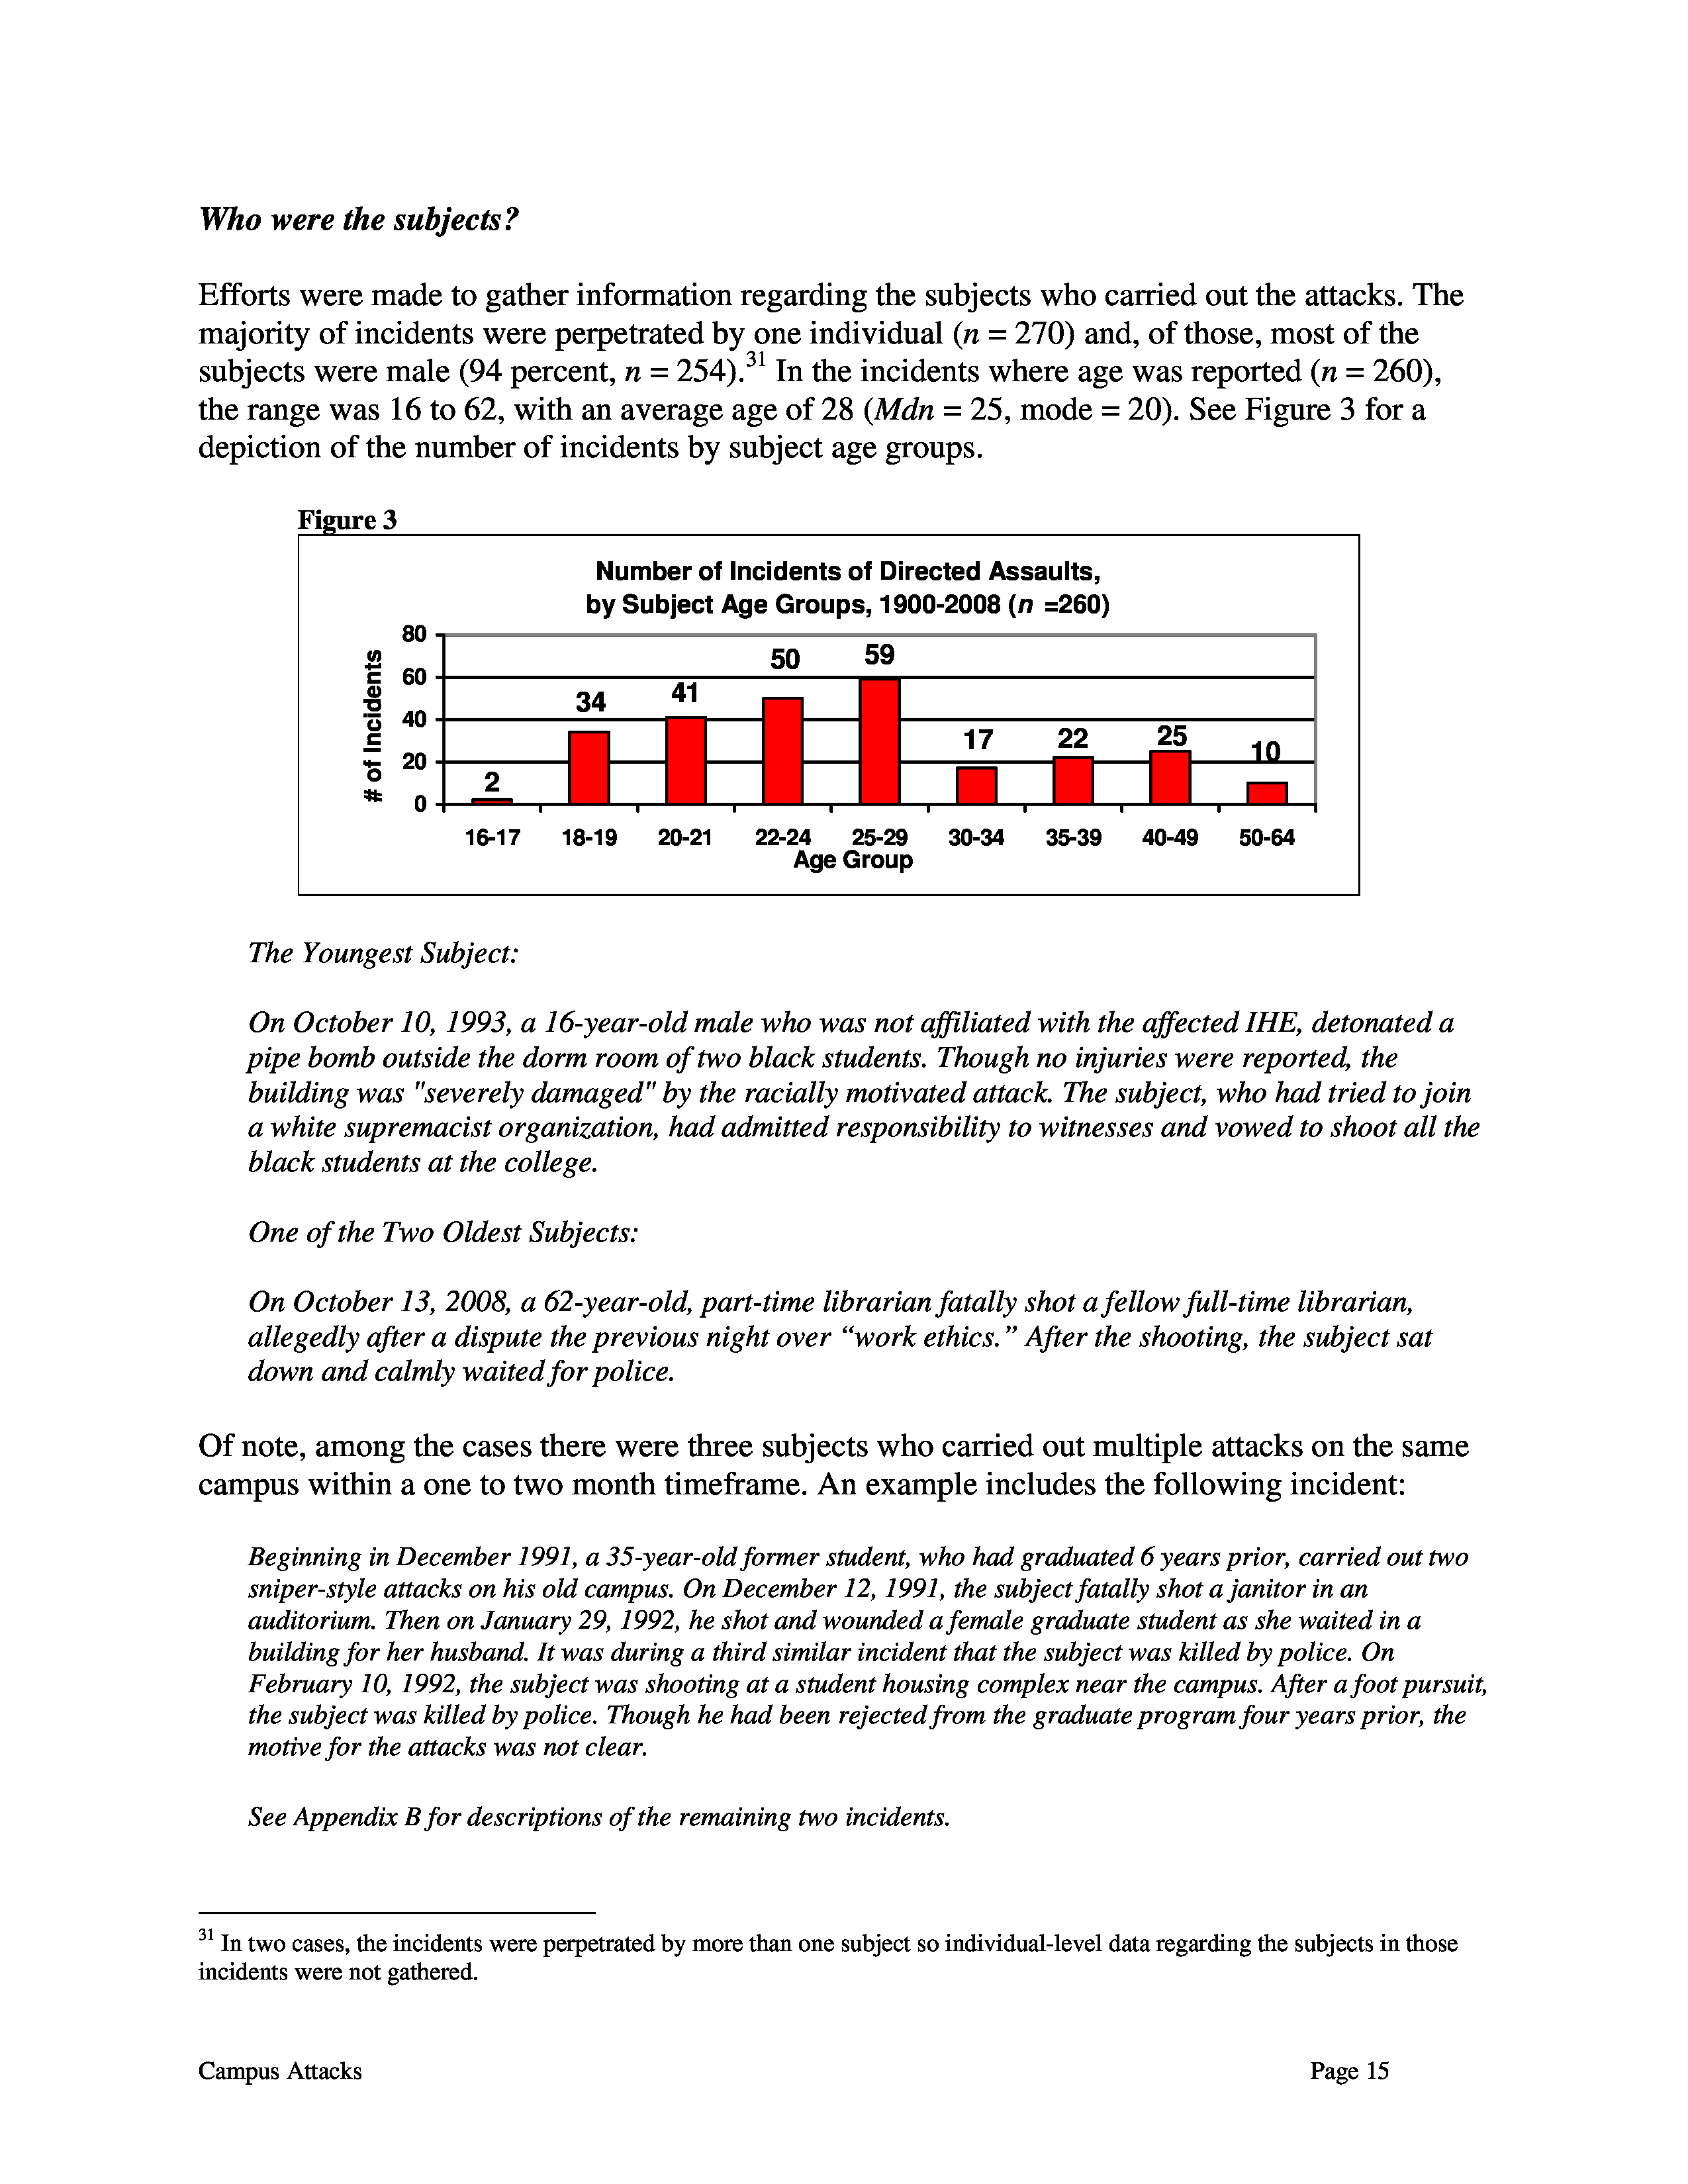 Who were the subjects?
Efforts were made to gather information regarding the subjects who carried out the attacks. The
majority of incidents were perpetrated by one individual (n = 270) and, of those, most of the
subjects were male (94 percent, n = 254).31 In the incidents where age was reported (n = 260),
the range was 16 to 62, with an average age of 28 (Mdn = 25, mode = 20). See Figure 3 for a
depiction of the number of incidents by subject age groups.
Figure 3
Number of Incidents of Directed Assaults,
by Subject Age Groups, 1900-2008 (n =260)
# of Incidents
80
60
40
20
0
2
34
41
50
59
17
22
25
10
16-17 18-19 20-21 22-24 25-29 30-34 35-39 40-49 50-64
Age Group
The Youngest Subject:
On October 10, 1993, a 16-year-old male who was not affiliated with the affected IHE, detonated a
pipe bomb outside the dorm room of two black students. Though no injuries were reported, the
building was "severely damaged" by the racially motivated attack. The subject, who had tried to join
a white supremacist organization, had admitted responsibility to witnesses and vowed to shoot all the
black students at the college.
One of the Two Oldest Subjects:
On October 13, 2008, a 62-year-old, part-time librarian fatally shot a fellow full-time librarian,
allegedly after a dispute the previous night over “work ethics.” After the shooting, the subject sat
down and calmly waited for police.
Of note, among the cases there were three subjects who carried out multiple attacks on the same
campus within a one to two month timeframe. An example includes the following incident:
Beginning in December 1991, a 35-year-old former student, who had graduated 6 years prior, carried out two
sniper-style attacks on his old campus. On December 12, 1991, the subject fatally shot a janitor in an
auditorium. Then on January 29, 1992, he shot and wounded a female graduate student as she waited in a
building for her husband. It was during a third similar incident that the subject was killed by police. On
February 10, 1992, the subject was shooting at a student housing complex near the campus. After a foot pursuit,
the subject was killed by police. Though he had been rejected from the graduate program four years prior, the
motive for the attacks was not clear.
See Appendix B for descriptions of the remaining two incidents.
31 In two cases, the incidents were perpetrated by more than one subject so individual-level data regarding the subjects in those
incidents were not gathered.
Campus Attacks Page 15